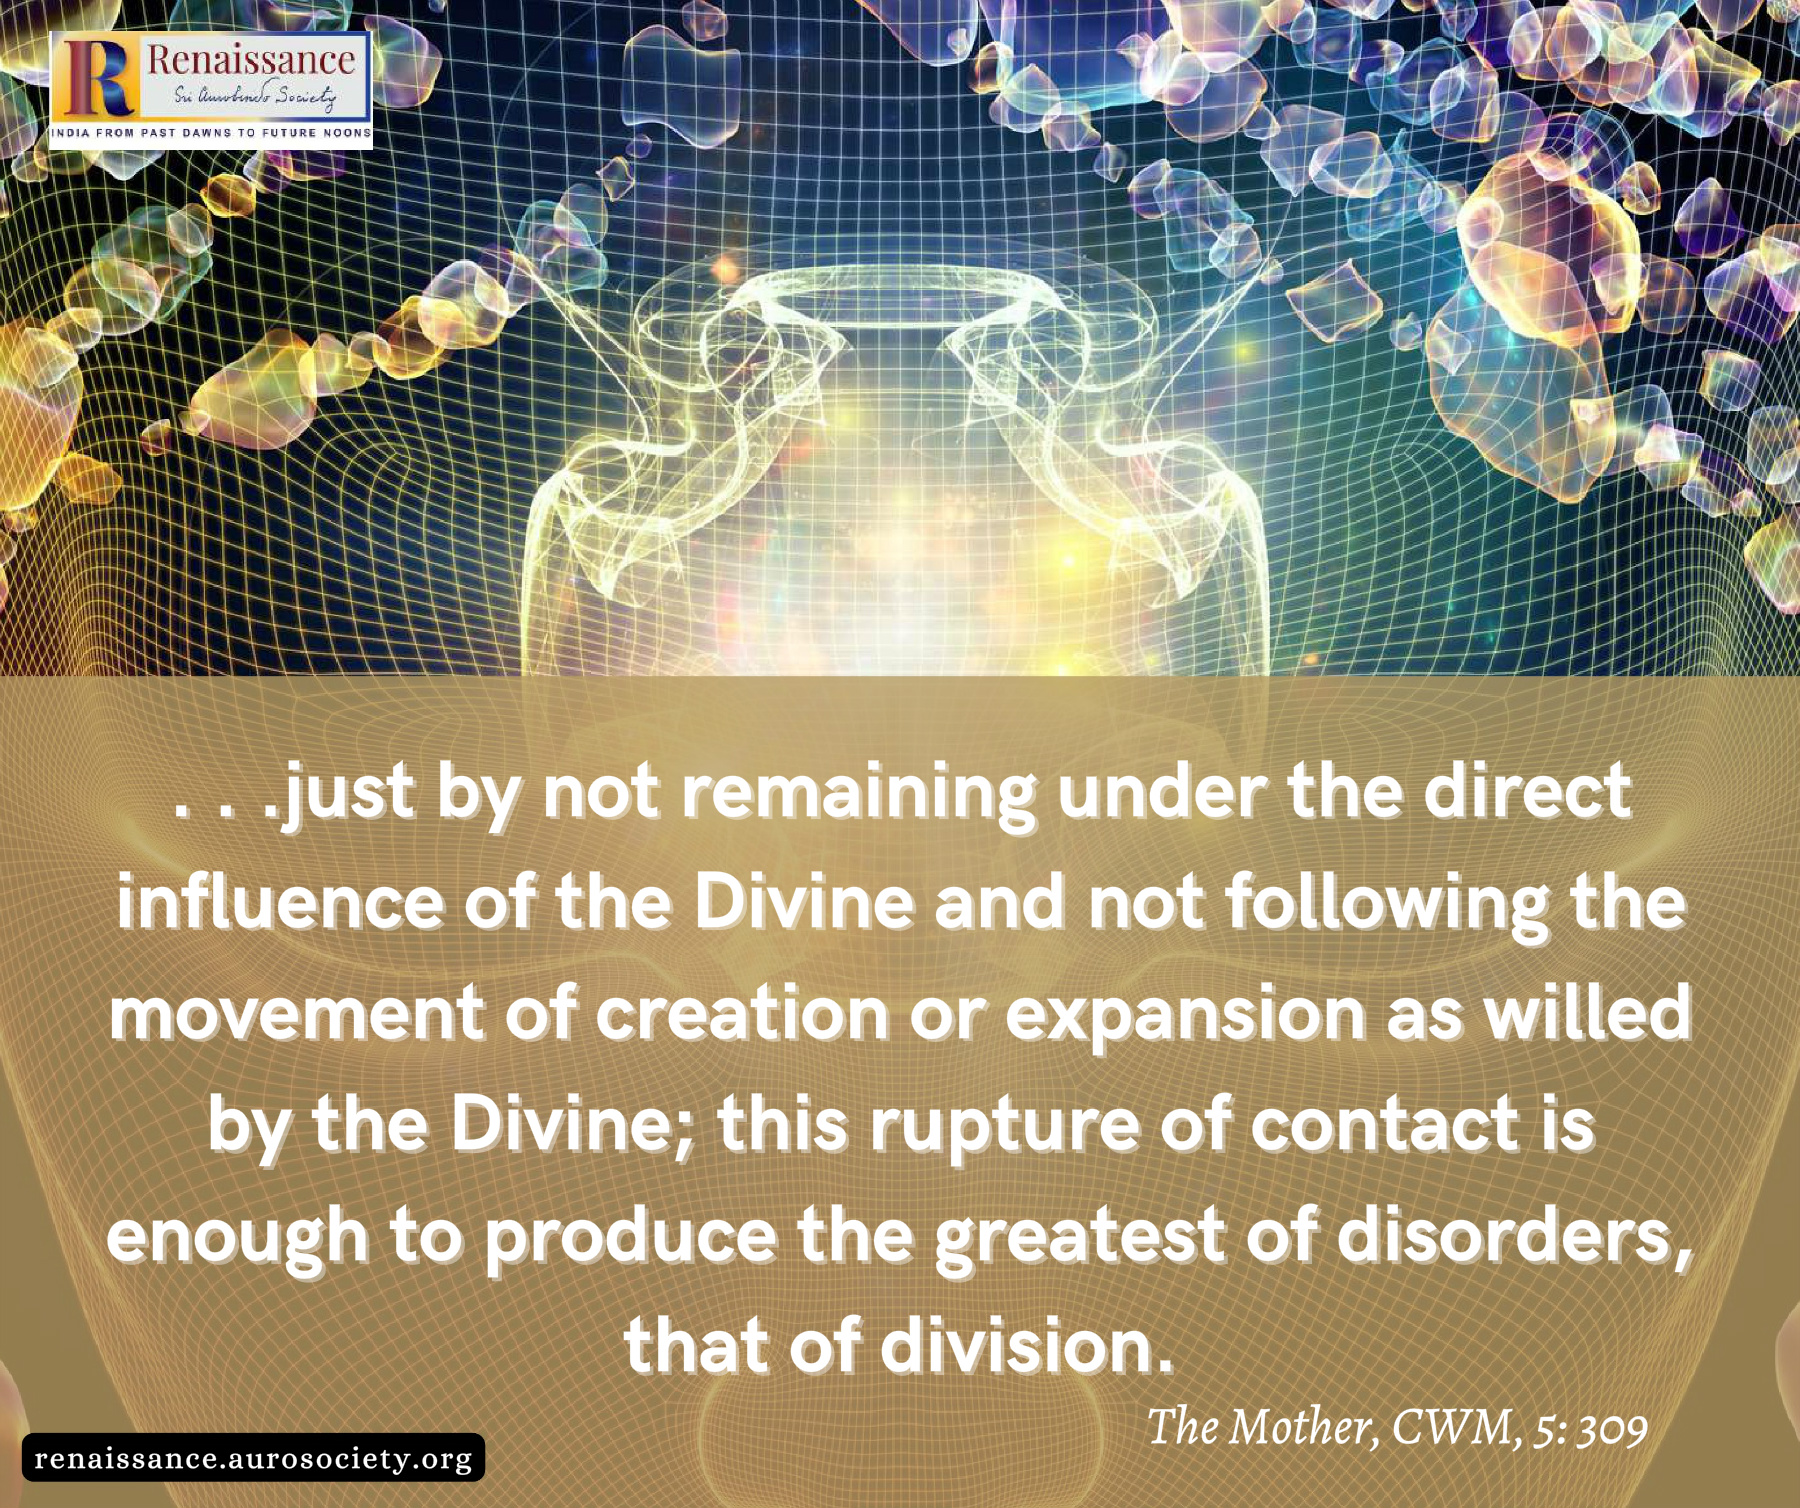 R Renaissance
Sri Aurobindo Society
INDIA FROM PAST DAWNS TO FUTURE NOONS
. . .just by not remaining under the direct
influence of the Divine and not following the
movement of creation or expansion as willed
by the Divine; this rupture of contact is
enough to produce the greatest of disorders,
that of division.
The Mother, CWM, 5: 309
renaissance.aurosociety.org